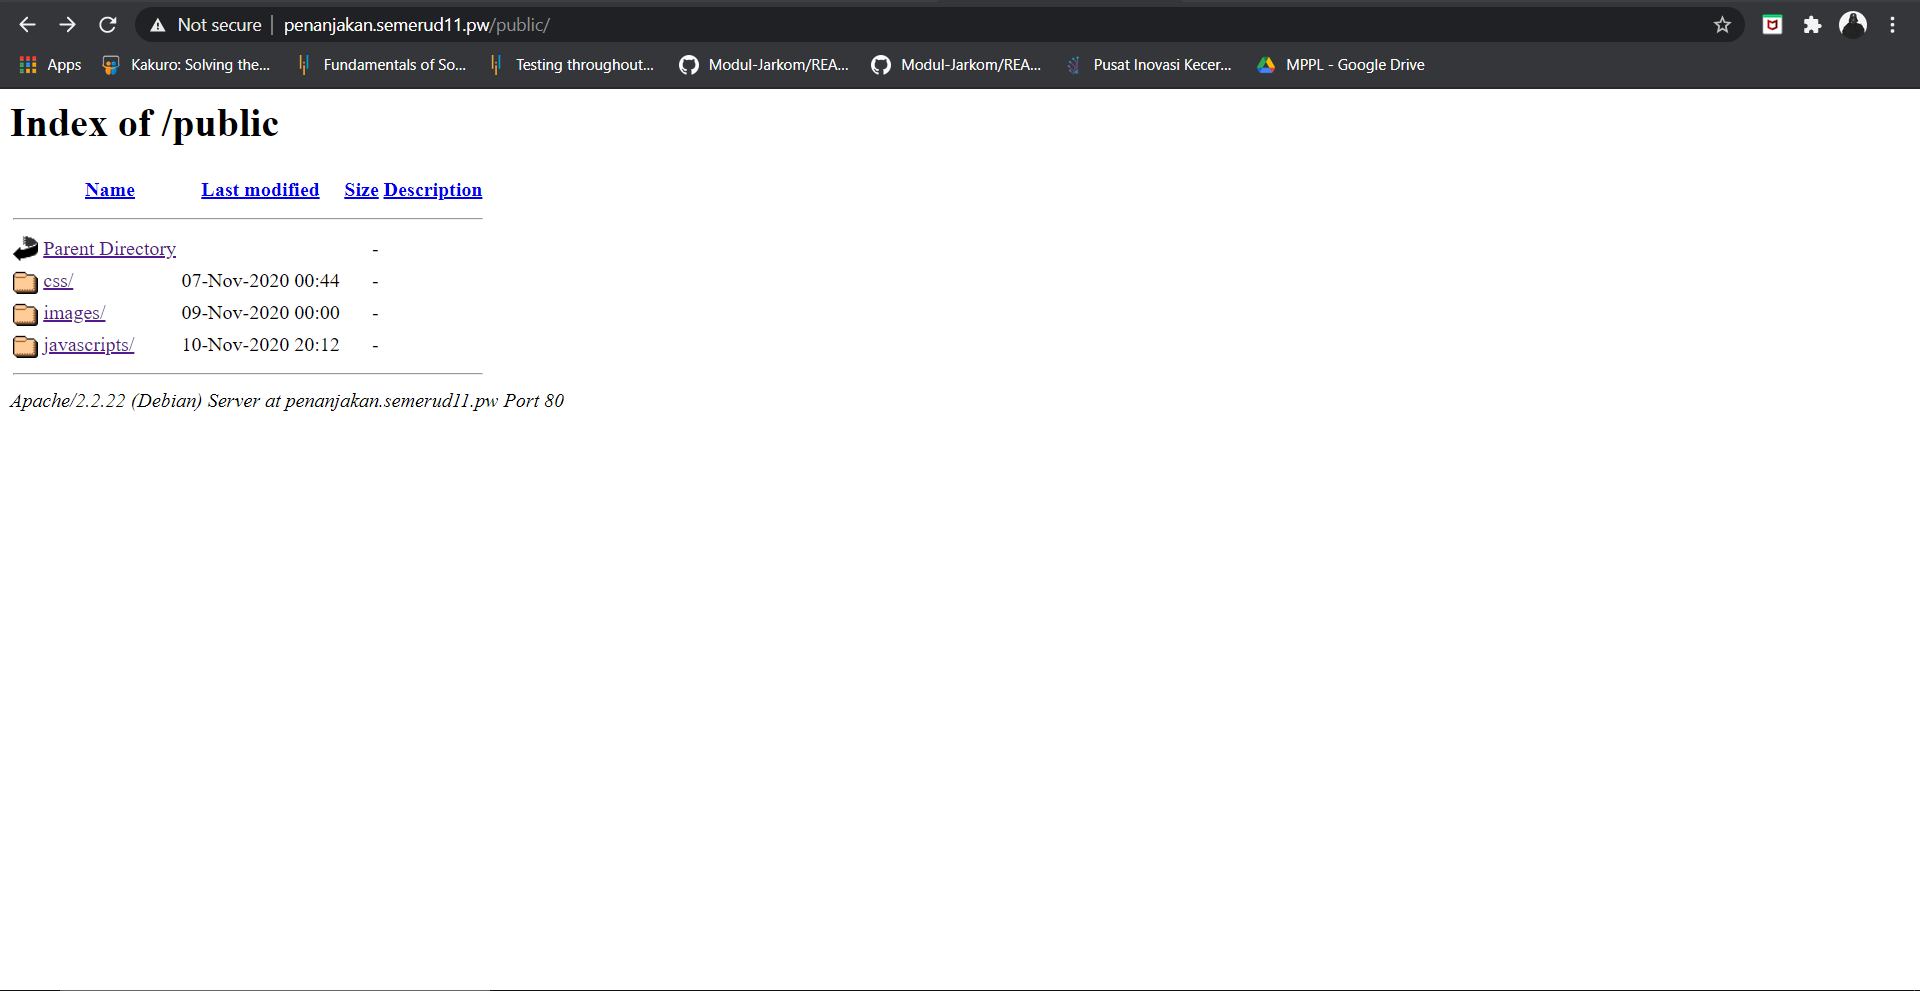 Not secure penanjakan.semerud11.pw/public/
Apps Kakuro: Solving the... Fundamentals of So... Testing throughout... Modul-Jarkom/REA... Modul-Jarkom/REA... Pusat Inovasi Kecer... MPPL - Google Drive
Index of /public
Name Last modified Size Description
Parent Directory -
css/ 07-Nov-2020 00:44 -
images/ 09-Nov-2020 00:00 -
javascripts/ 10-Nov-2020 20:12 -
Apache/2.2.22 (Debian) Server at penanjakan.semerud11.pw Port 80